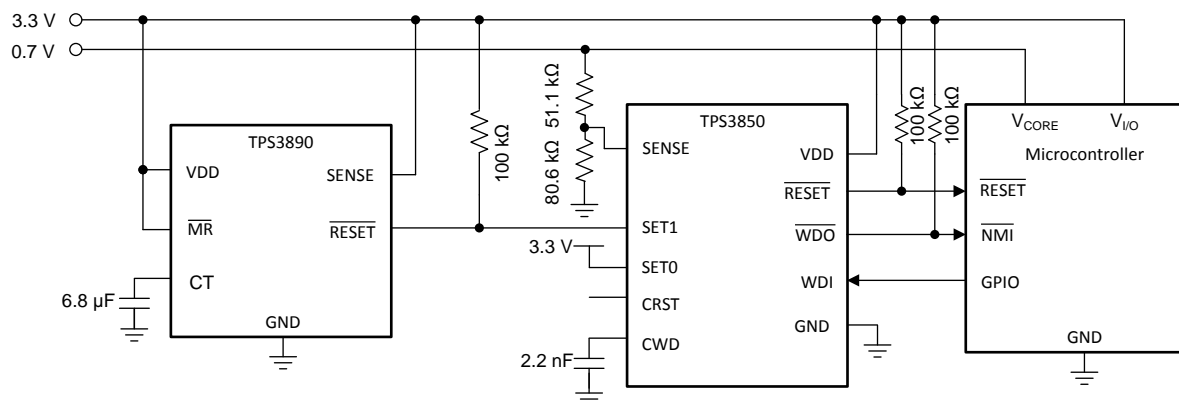 3.3 V
0.7 V
TPS3890
VDD
SENSE
MR
RESET
CT
GND
6.8 µF
100 kΩ
51.1 kΩ
80.6 kΩ
3.3 V
2.2 nF
TPS3850
SENSE
VDD
RESET
SET1
WDO
SET0
WDI
CRST
GND
CWD
100 kΩ
100 kΩ
VCORE
VI/O
Microcontroller
RESET
NMI
GPIO
GND